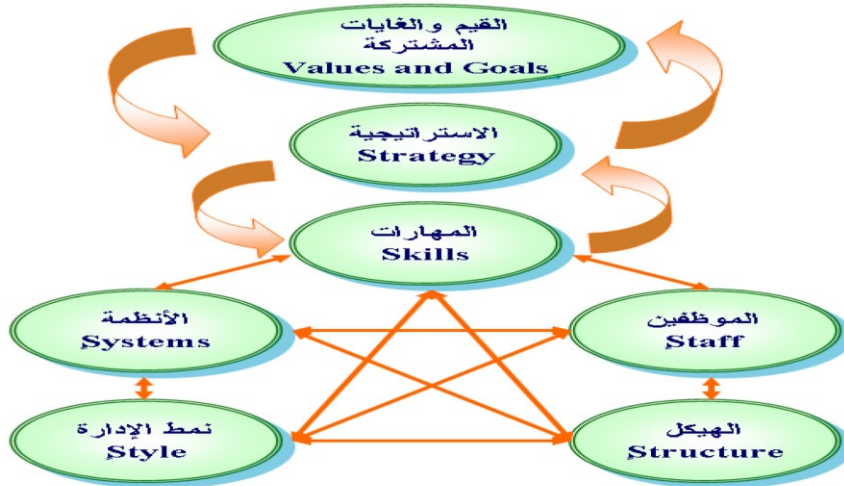 القيم والغايات
المشتركة
Values and Goals
الاستراتيجية
Strategy
المهارات
Skills
الأنظمة
Systems
الموظفين
Staff
نمط الإدارة
Style
الهيكل
Structure